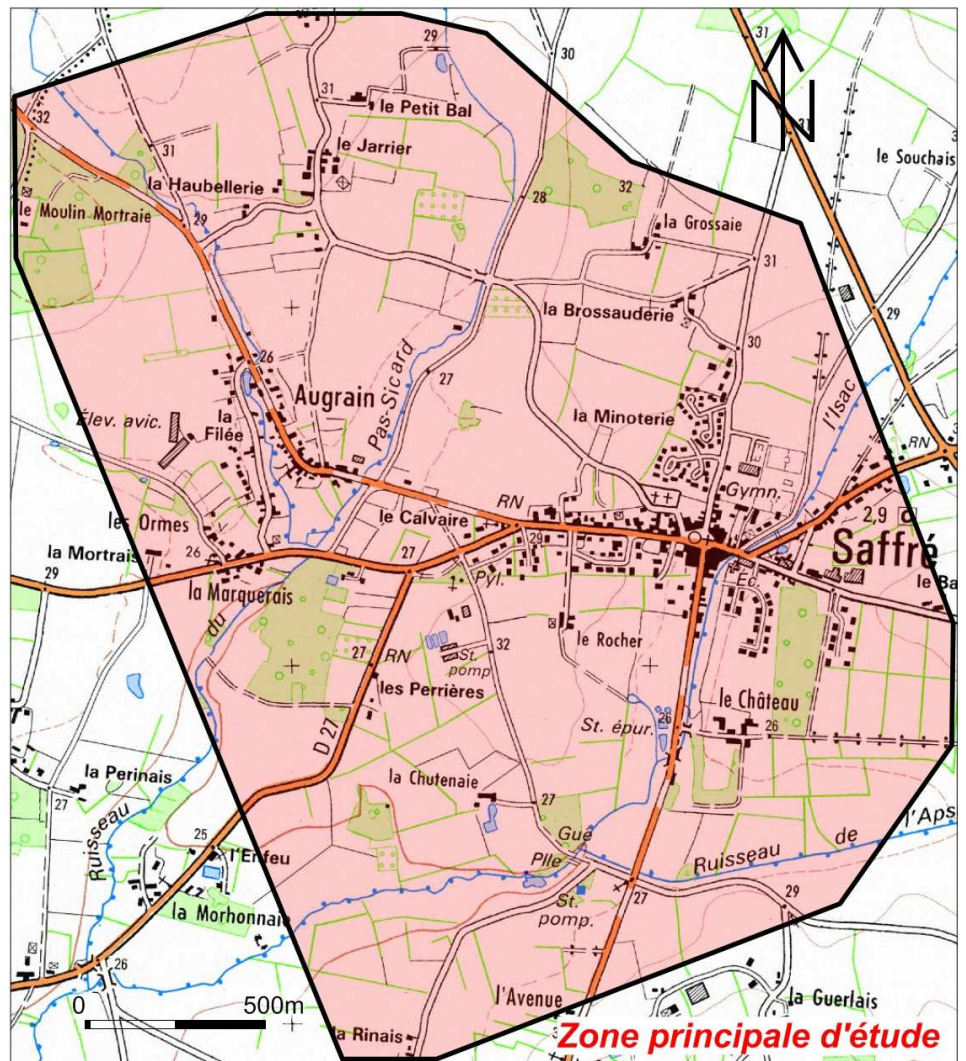 31
29
30
N
31
le Petit Bal
32
31
31
le Jarrier
le Souchais
la Haubellerie
32
le Moulin Mortraie
29
28
la Grossaie
31
la Brossauderie
29
26
Pas-Sicard
27
30
l'Isac
Augrain
la Minoterie
Élev. avic.
la Filée
RN
Gymn.
RN
les Ormes
le Calvaire
2,9
la Mortrais
26
27
29
Saffré
29
Pyl.
Ec.
le Ba
la Marquerais
du
le Rocher
32
27
RN
St. pomp
les Perrières
le Château
St. épur.
26
26
D 27
la Perinais
la Chutenaie
27
27
l'Aps
Ruisseau
25
Gué
de
l'Enfeu
Plle
Ruisseau
la Morhonnaie
St. pomp.
27
29
26
0 500m
l'Avenue
la Guerlais
la Rinais
Zone principale d'étude